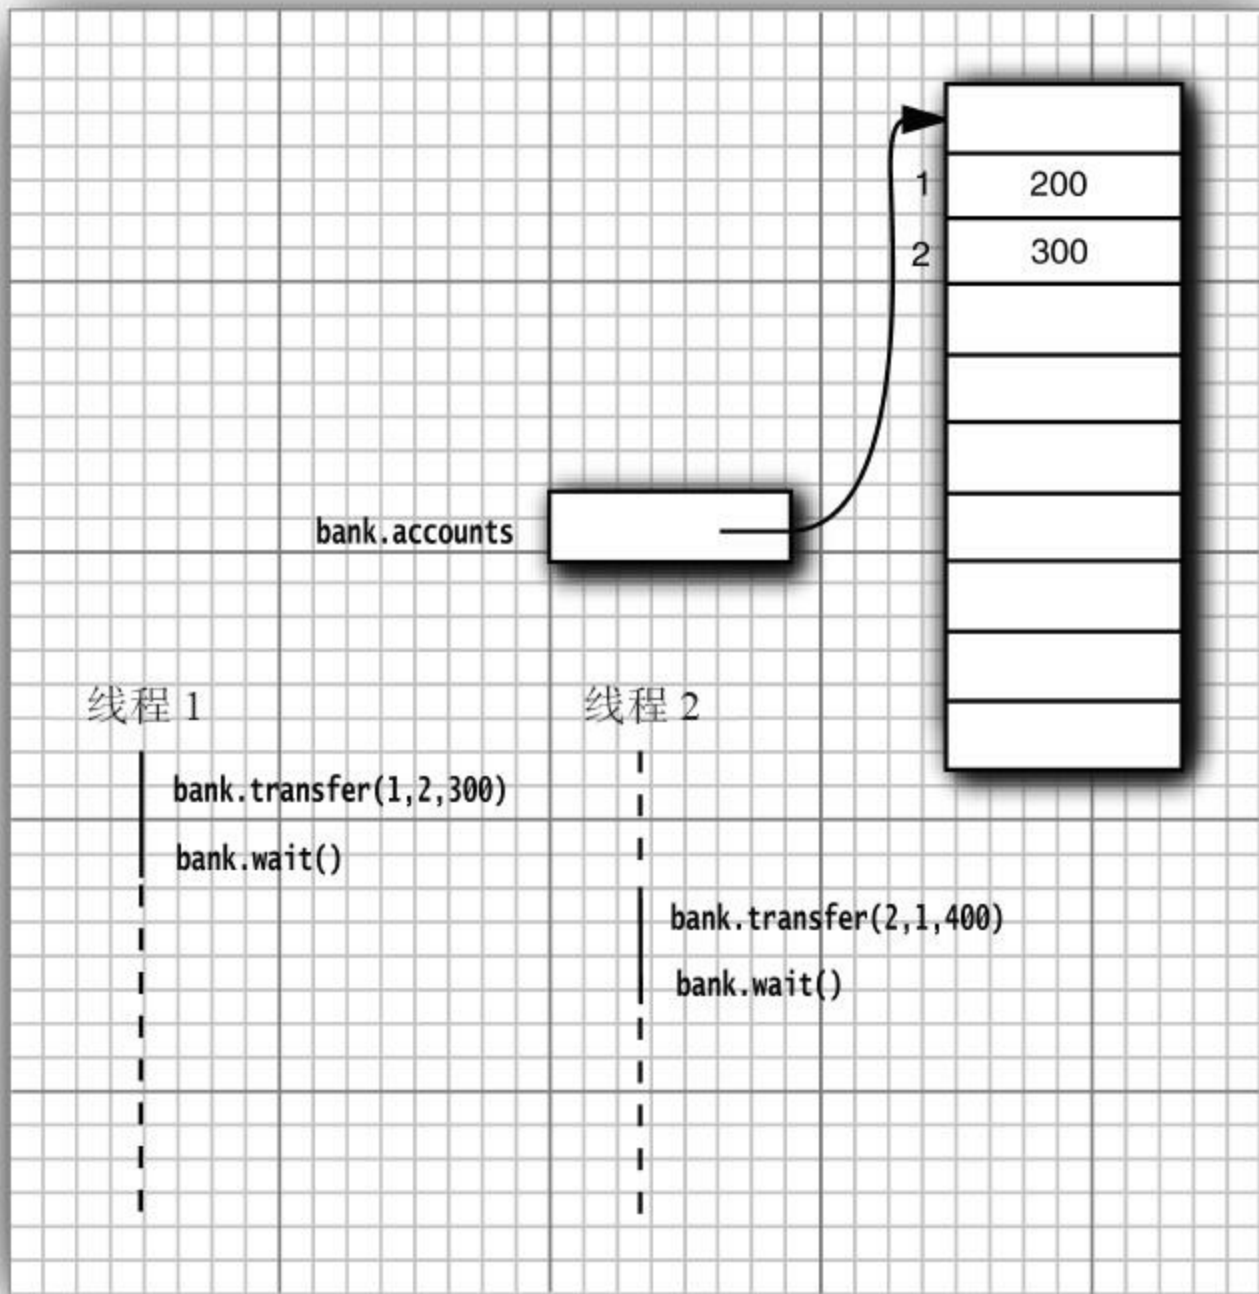 1 200
2 300
bank.accounts
线程 1
线程 2
bank.transfer(1,2,300)
bank.wait()
bank.transfer(2,1,400)
bank.wait()